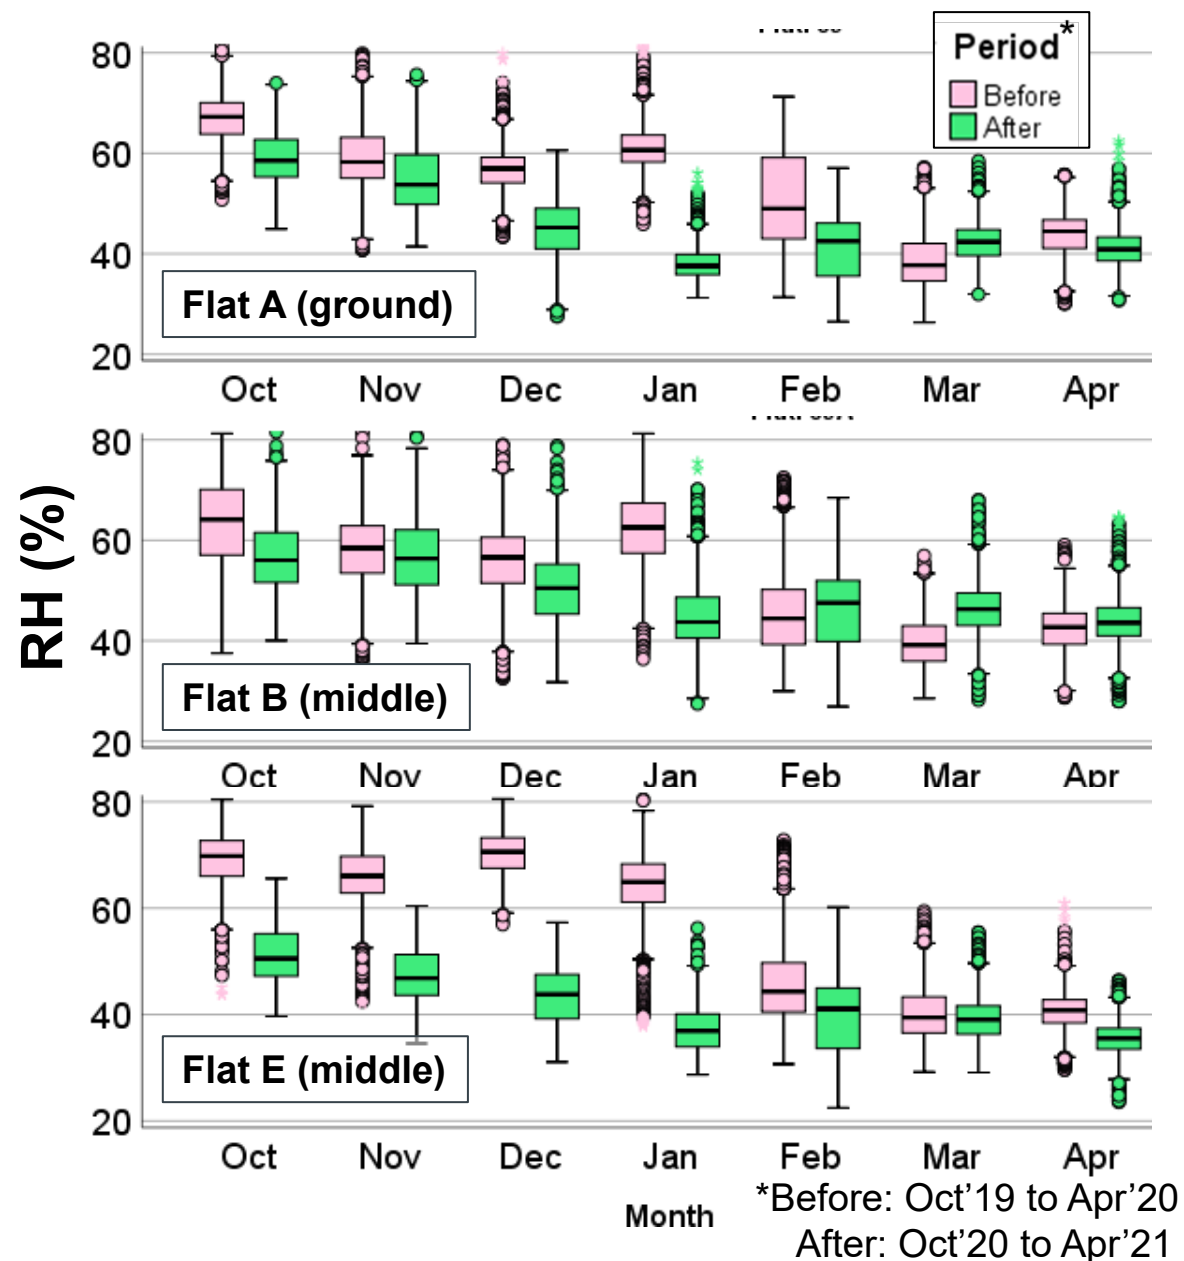 Period*
Before
After
80
60
40
20
Flat A (ground)
Oct Nov Dec Jan Feb Mar Apr
RH (%)
80
60
40
20
Flat B (middle)
Oct Nov Dec Jan Feb Mar Apr
80
60
40
20
Flat E (middle)
Oct Nov Dec Jan Feb Mar Apr
Month
*Before: Oct’19 to Apr’20
After: Oct’20 to Apr’21